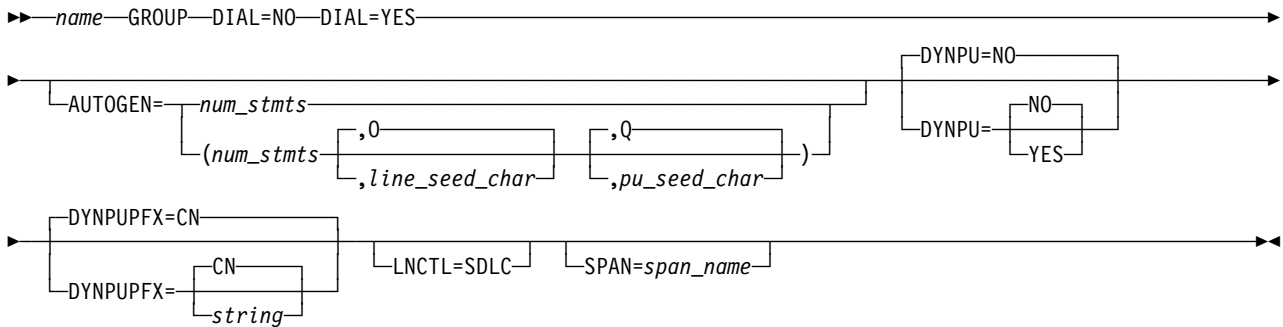 name GROUP DIAL=NO DIAL=YES
DYNPU=NO
AUTOGEN= num_stmts NO
,O ,Q DYNPU=
(num_stmts ) YES
,line_seed_char ,pu_seed_char
DYNPUPFX=CN
CN LNCTL=SDLC SPAN=span_name
DYNPUPFX=
string